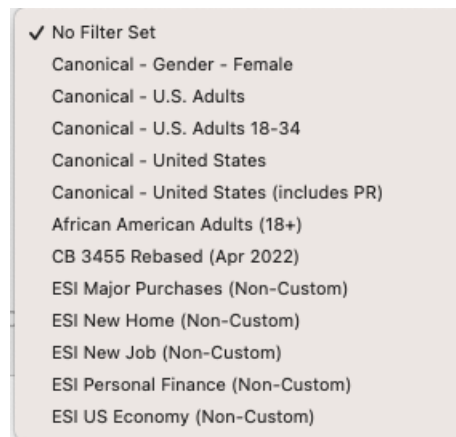 ✓ No Filter Set
Canonical - Gender - Female
Canonical - U.S. Adults
Canonical - U.S. Adults 18-34
Canonical - United States
Canonical - United States (includes PR)
African American Adults (18+)
CB 3455 Rebased (Apr 2022)
ESI Major Purchases (Non-Custom)
ESI New Home (Non-Custom)
ESI New Job (Non-Custom)
ESI Personal Finance (Non-Custom)
ESI US Economy (Non-Custom)